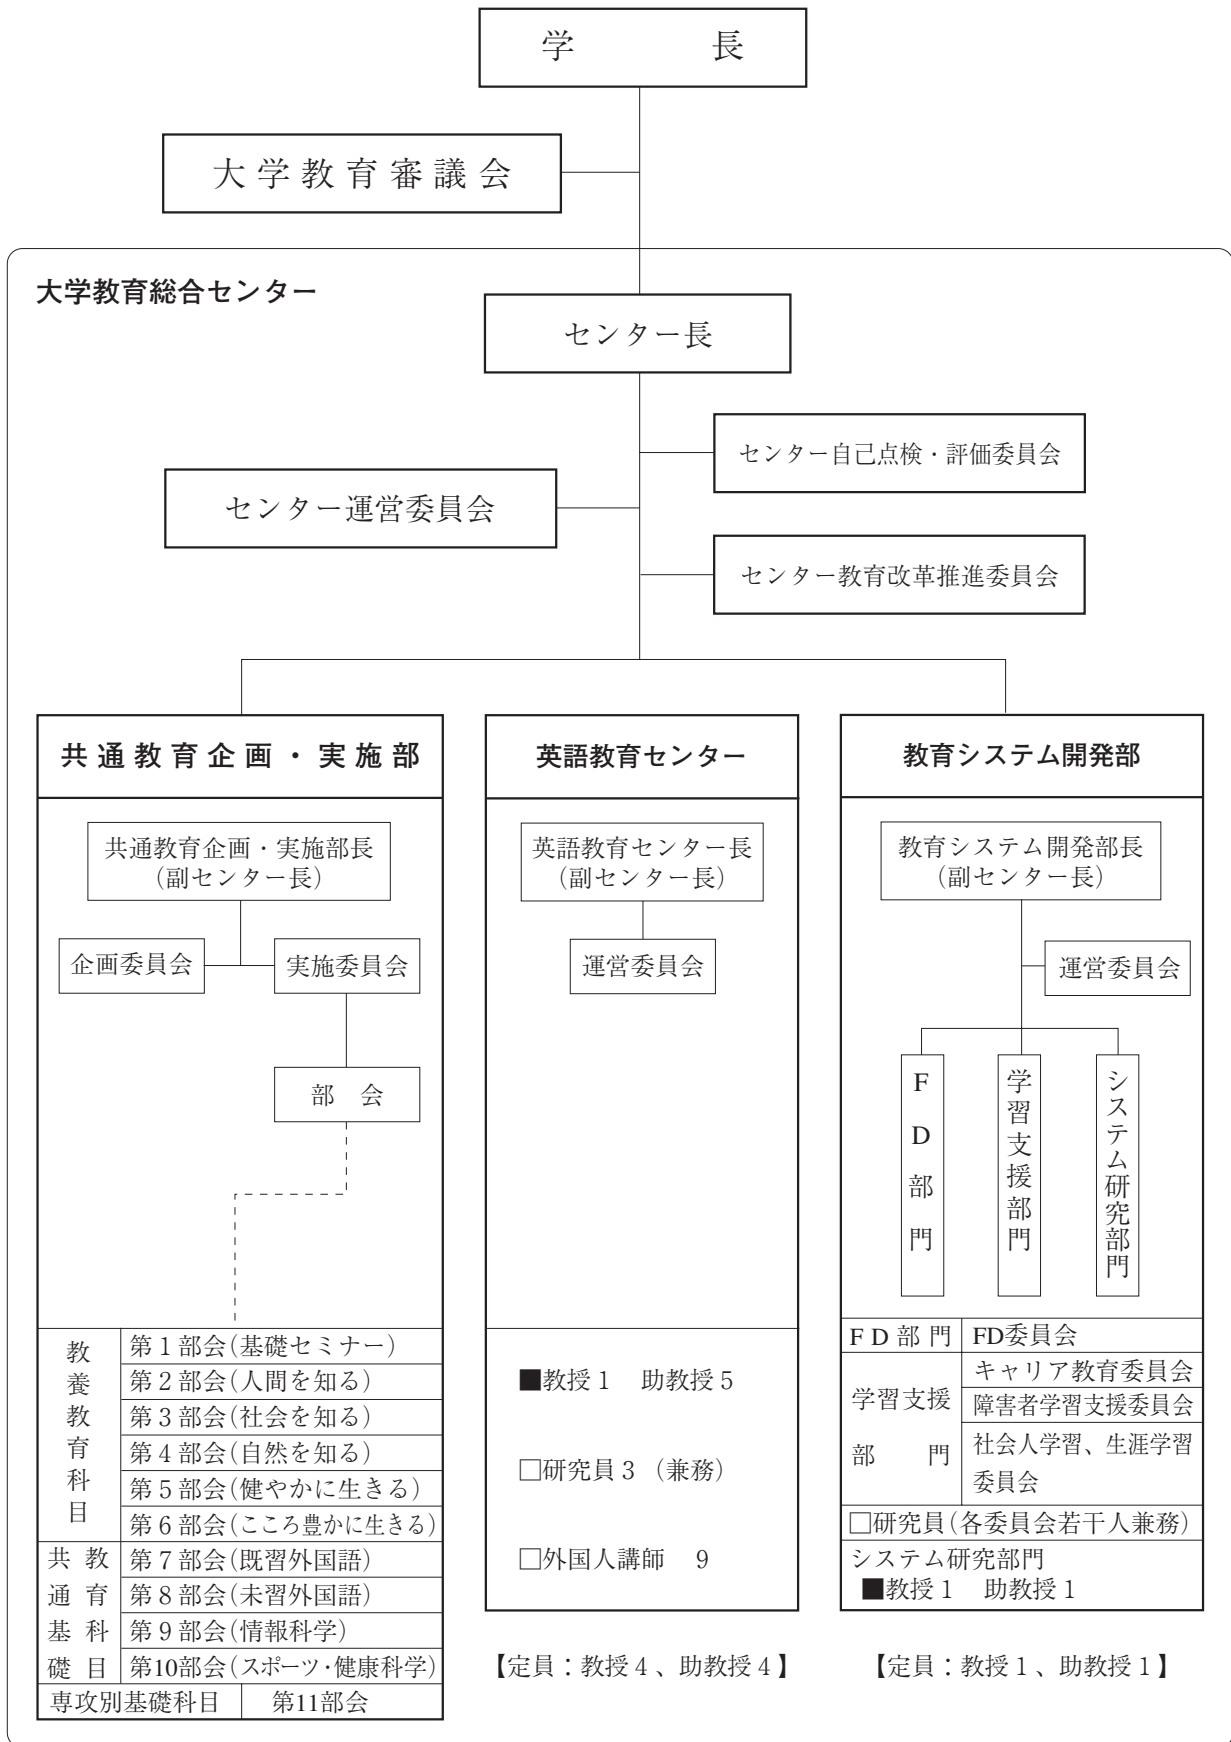 学長
大学教育審議会
大学教育総合センター
センター長
センター自己点検・評価委員会
センター運営委員会
センター教育改革推進委員会
共通教育企画・実施部
共通教育企画・実施部長
(副センター長)
企画委員会
実施委員会
部会
教養教育科目
第1部会(基礎セミナー)
第2部会(人間を知る)
第3部会(社会を知る)
第4部会(自然を知る)
第5部会(健やかに生きる)
第6部会(こころ豊かに生きる)
共通基礎
教育科目
第7部会(既習外国語)
第8部会(未習外国語)
第9部会(情報科学)
第10部会(スポーツ・健康科学)
専攻別基礎科目 第11部会
英語教育センター
英語教育センター長
(副センター長)
運営委員会
■教授1 助教授5
□研究員3 (兼務)
□外国人講師 9
【定員:教授4、助教授4】
教育システム開発部
教育システム開発部長
(副センター長)
運営委員会
FD部門
学習支援部門
システム研究部門
FD部門 FD委員会
学習支援
部門
キャリア教育委員会
障害者学習支援委員会
社会人学習、生涯学習
委員会
□研究員(各委員会若干人兼務)
システム研究部門
■教授1 助教授1
【定員:教授1、助教授1】